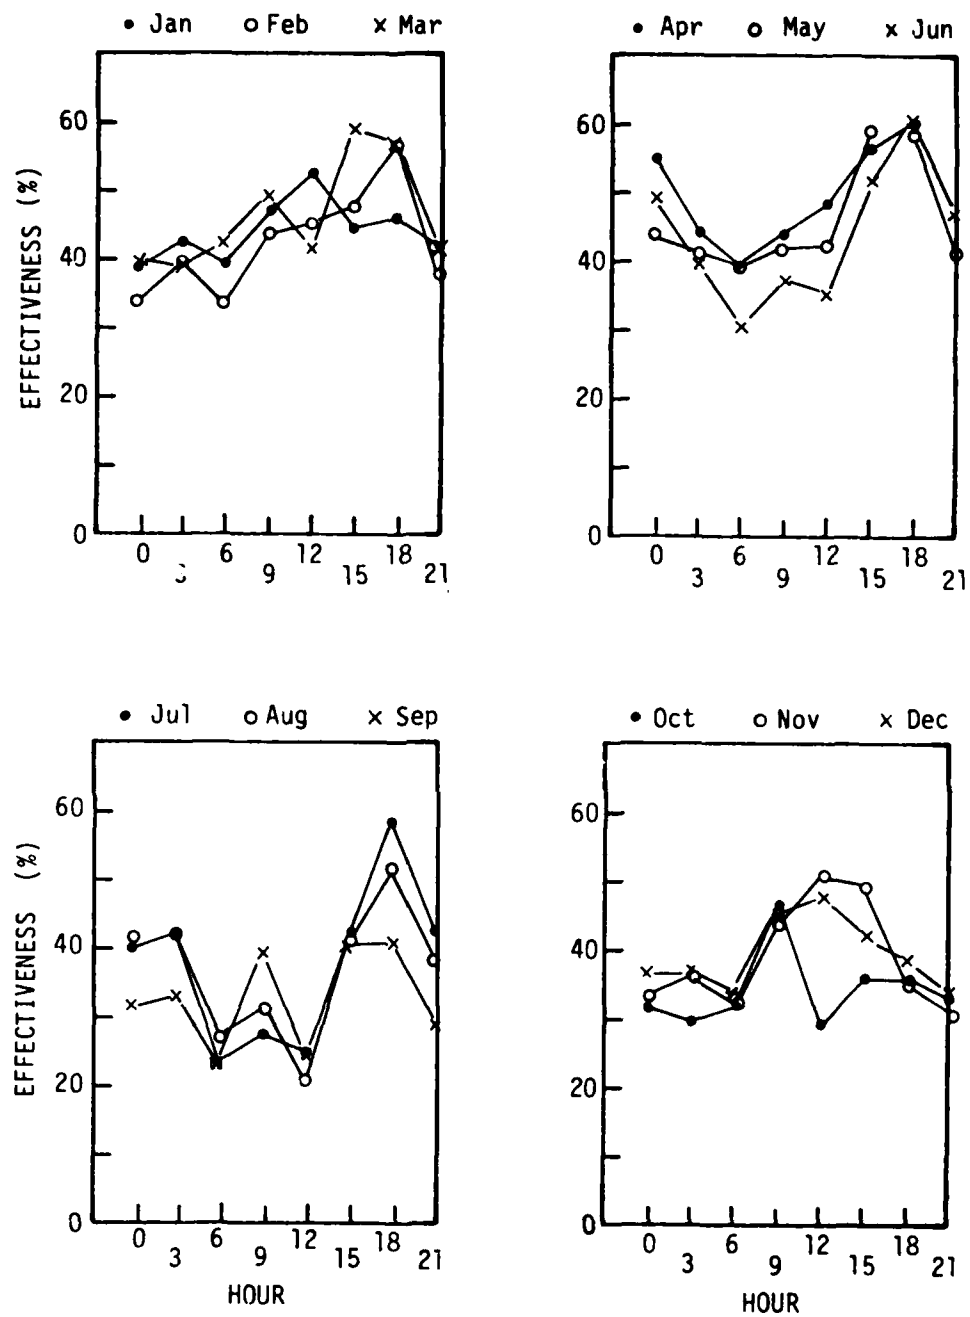 ● Jan ○ Feb × Mar
● Apr ○ May × Jun
EFFECTIVENESS (%)
60
40
20
0
0 6 12 18
9 15 21
60
40
20
0
0 6 12 18
3 9 15 21
● Jul ○ Aug × Sep
● Oct ○ Nov × Dec
EFFECTIVENESS (%)
60
40
20
0
0 6 12 18
3 9 15 21
HOUR
60
40
20
0
0 6 12 18
3 9 15 21
HOUR